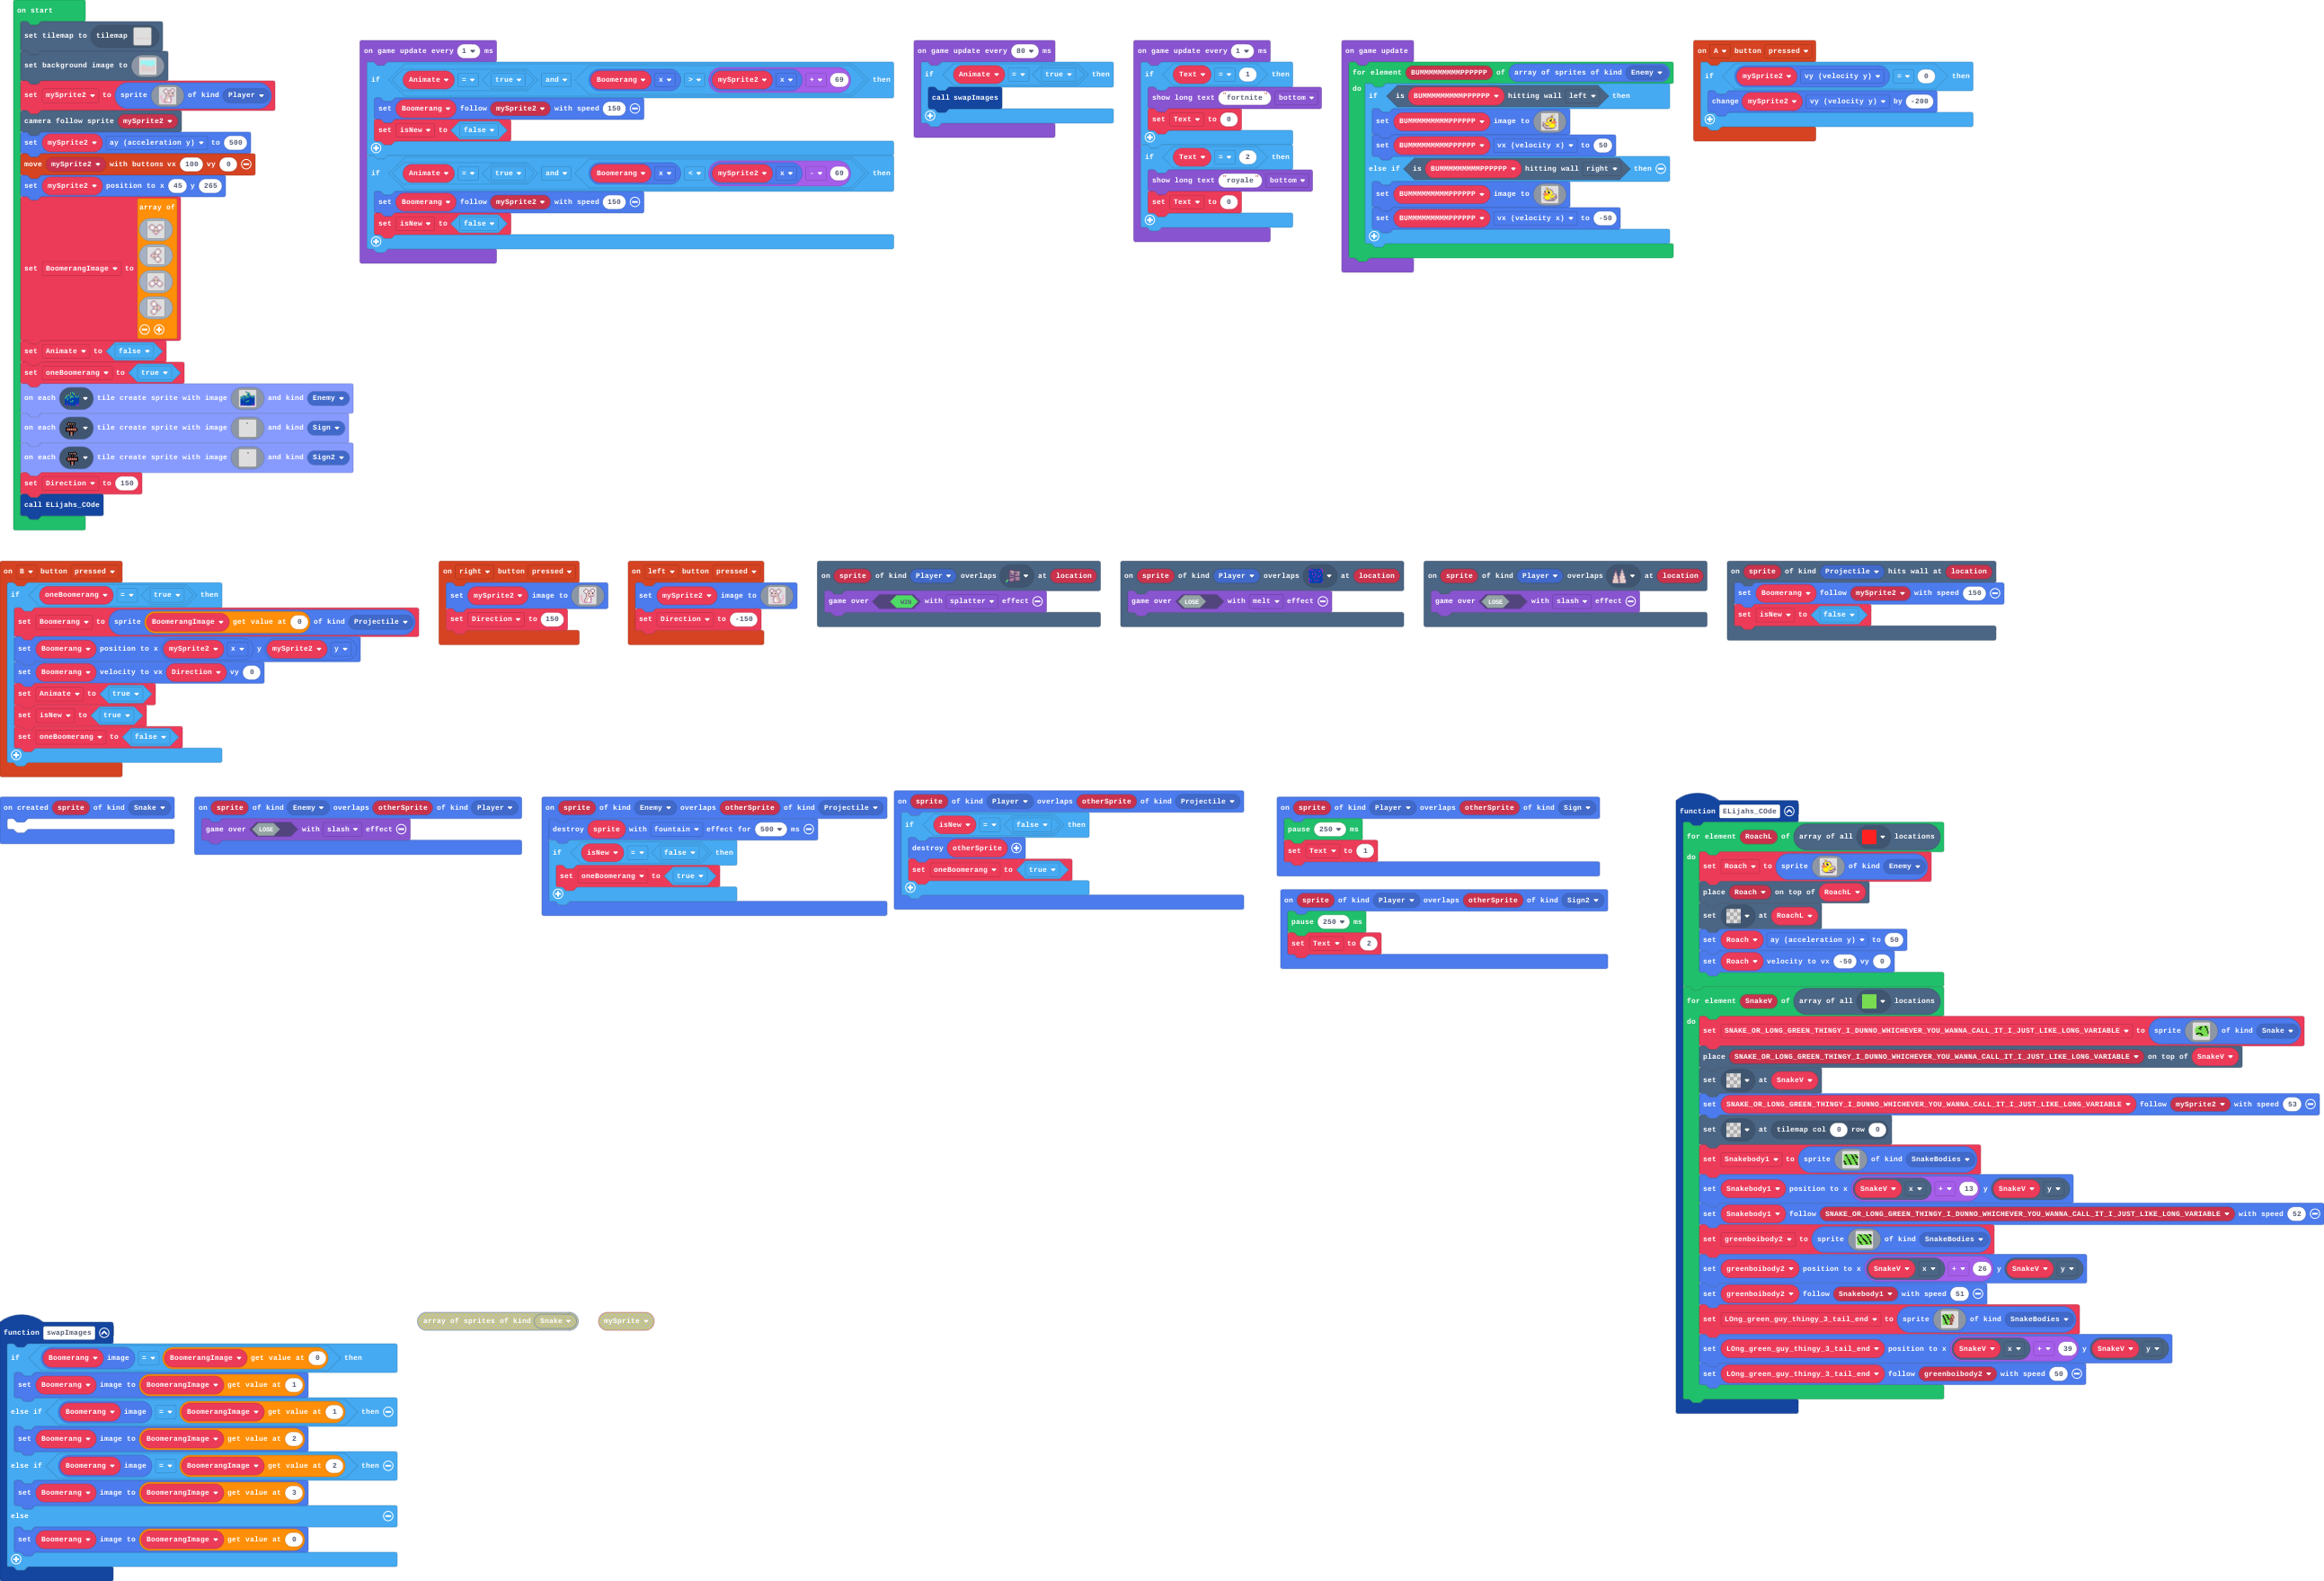 on start
set tilemap to tilemap
set background image to
set mySprite2 to sprite of kind Player
camera follow sprite mySprite2
set mySprite2 ay (acceleration y) to 500
move mySprite2 with buttons vx 100 vy 0
set mySprite2 position to x 45 y 265
set BoomerangImage to array of
set Animate to false
set oneBoomerang to true
on each tile create sprite with image and kind Enemy
on each tile create sprite with image and kind Sign
on each tile create sprite with image and kind Sign2
set Direction to 150
call ELijahs_COde
on game update every 1 ms
if Animate = true and Boomerang x > mySprite2 x + 69 then
set Boomerang follow mySprite2 with speed 150
set isNew to false
if Animate = true and Boomerang x < mySprite2 x - 69 then
set Boomerang follow mySprite2 with speed 150
set isNew to false
on game update every 80 ms
if Animate = true then
call swapImages
on game update every 1 ms
if Text = 1 then
show long text "fortnite" bottom
set Text to 0
if Text = 2 then
show long text "royale" bottom
set Text to 0
on game update
for element BUMMMMMMMMMPPPPPP of array of sprites of kind Enemy
do if is BUMMMMMMMMMPPPPPP hitting wall left then
set BUMMMMMMMMMPPPPPP image to
set BUMMMMMMMMMPPPPPP vx (velocity x) to 50
else if is BUMMMMMMMMMPPPPPP hitting wall right then
set BUMMMMMMMMMPPPPPP image to
set BUMMMMMMMMMPPPPPP vx (velocity x) to -50
on A button pressed
if mySprite2 vy (velocity y) = 0 then
change mySprite2 vy (velocity y) by -200
on B button pressed
if oneBoomerang = true then
set Boomerang to sprite BoomerangImage get value at 0 of kind Projectile
set Boomerang position to x mySprite2 x y mySprite2 y
set Boomerang velocity to vx Direction vy 0
set Animate to true
set isNew to true
set oneBoomerang to false
on right button pressed
set mySprite2 image to
set Direction to 150
on left button pressed
set mySprite2 image to
set Direction to -150
on sprite of kind Player overlaps at location
game over WIN with splatter effect
on sprite of kind Player overlaps at location
game over LOSE with melt effect
on sprite of kind Player overlaps at location
game over LOSE with slash effect
on sprite of kind Projectile hits wall at location
set Boomerang follow mySprite2 with speed 150
set isNew to false
on created sprite of kind Snake
on sprite of kind Enemy overlaps otherSprite of kind Player
game over LOSE with slash effect
on sprite of kind Enemy overlaps otherSprite of kind Projectile
destroy sprite with fountain effect for 500 ms
if isNew = false then
set oneBoomerang to true
on sprite of kind Player overlaps otherSprite of kind Projectile
if isNew = false then
destroy otherSprite
set oneBoomerang to true
on sprite of kind Player overlaps otherSprite of kind Sign
pause 250 ms
set Text to 1
on sprite of kind Player overlaps otherSprite of kind Sign2
pause 250 ms
set Text to 2
function ELijahs_COde
for element RoachL of array of all locations
do set Roach to sprite of kind Enemy
place Roach on top of RoachL
set at RoachL
set Roach ay (acceleration y) to 50
set Roach velocity to vx -50 vy 0
for element SnakeV of array of all locations
do set SNAKE_OR_LONG_GREEN_THINGY_I_DUNNO_WHICHEVER_YOU_WANNA_CALL_IT_I_JUST_LIKE_LONG_VARIABLE to sprite of kind Snake
place SNAKE_OR_LONG_GREEN_THINGY_I_DUNNO_WHICHEVER_YOU_WANNA_CALL_IT_I_JUST_LIKE_LONG_VARIABLE on top of SnakeV
set at SnakeV
set SNAKE_OR_LONG_GREEN_THINGY_I_DUNNO_WHICHEVER_YOU_WANNA_CALL_IT_I_JUST_LIKE_LONG_VARIABLE follow mySprite2 with speed 53
set at tilemap col 0 row 0
set Snakebody1 to sprite of kind SnakeBodies
set Snakebody1 position to x SnakeV x + 13 y SnakeV y
set Snakebody1 follow SNAKE_OR_LONG_GREEN_THINGY_I_DUNNO_WHICHEVER_YOU_WANNA_CALL_IT_I_JUST_LIKE_LONG_VARIABLE with speed 52
set greenboibody2 to sprite of kind SnakeBodies
set greenboibody2 position to x SnakeV x + 26 y SnakeV y
set greenboibody2 follow Snakebody1 with speed 51
set LOng_green_guy_thingy_3_tail_end to sprite of kind SnakeBodies
set LOng_green_guy_thingy_3_tail_end position to x SnakeV x + 39 y SnakeV y
set LOng_green_guy_thingy_3_tail_end follow greenboibody2 with speed 50
function swapImages
if Boomerang image = BoomerangImage get value at 0 then
set Boomerang image to BoomerangImage get value at 1
else if Boomerang image = BoomerangImage get value at 1 then
set Boomerang image to BoomerangImage get value at 2
else if Boomerang image = BoomerangImage get value at 2 then
set Boomerang image to BoomerangImage get value at 3
else
set Boomerang image to BoomerangImage get value at 0
array of sprites of kind Snake
mySprite